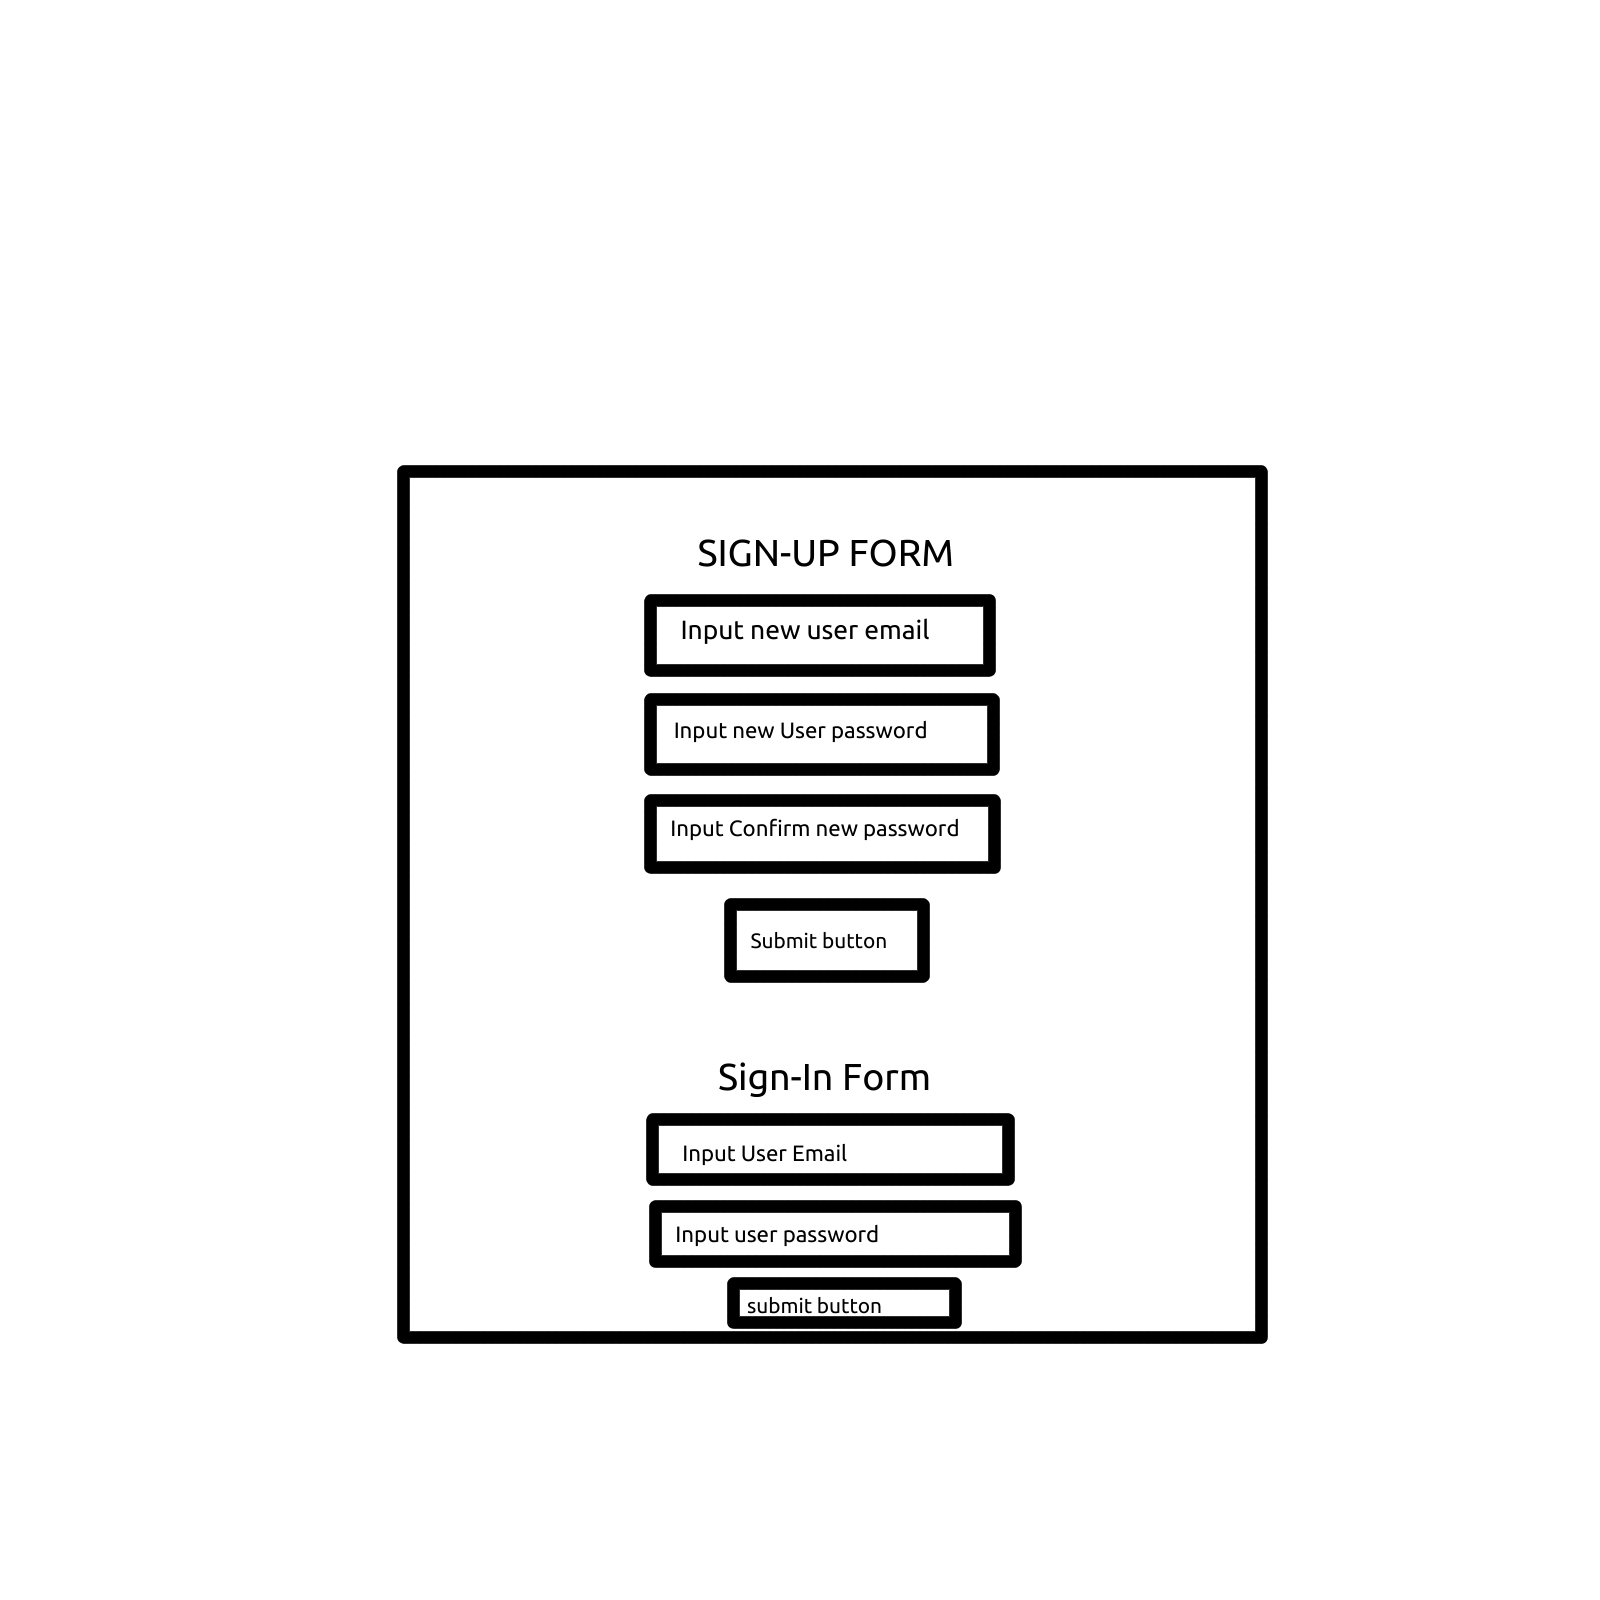 SIGN-UP FORM
Input new user email
Input new User password
Input Confirm new password
Submit button
Sign-In Form
Input User Email
Input user password
submit button